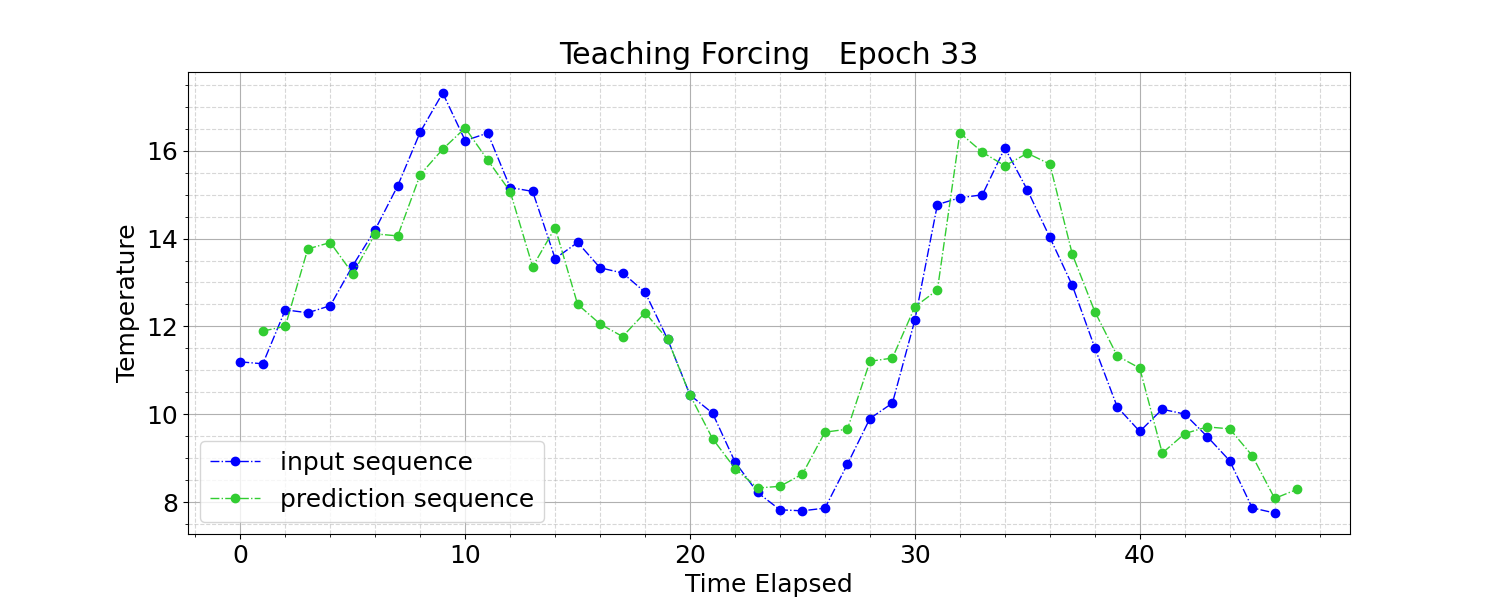 Teaching Forcing   Epoch 33
Temperature
16
14
12
10
8
input sequence
prediction sequence
0 10 20 30 40
Time Elapsed